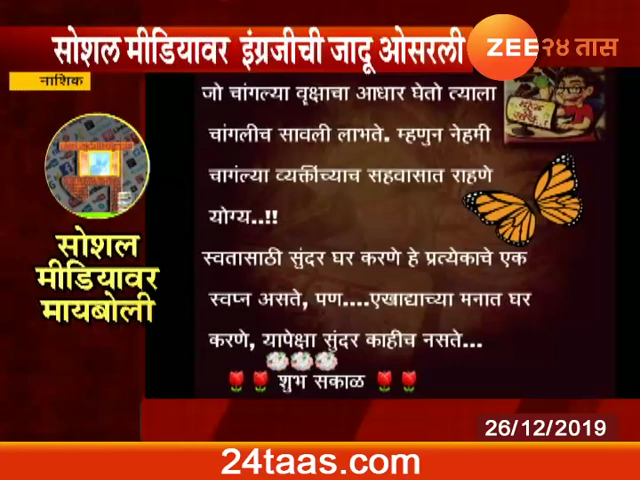 सोशल मीडियावर इंग्रजीची जादू ओसरली
ZEE २४ तास
नाशिक
जो चांगल्या वृक्षाचा आधार घेतो त्याला
चांगलीच सावली लाभते. म्हणुन नेहमी
चागंल्या व्यक्तींच्याच सहवासात राहणे
योग्य..!!
स्वतासाठी सुंदर घर करणे हे प्रत्येकाचे एक
स्वप्न असते, पण....एखाद्याच्या मनात घर
करणे, यापेक्षा सुंदर काहीच नसते...
शुभ सकाळ
सोशल
मीडियावर
मायबोली
26/12/2019
24taas.com